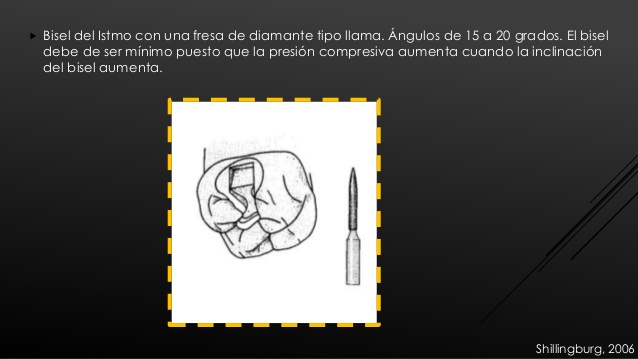 Bisel del Istmo con una fresa de diamante tipo llama. Ángulos de 15 a 20 grados. El bisel
debe de ser mínimo puesto que la presión compresiva aumenta cuando la inclinación
del bisel aumenta.
Shillingburg, 2006